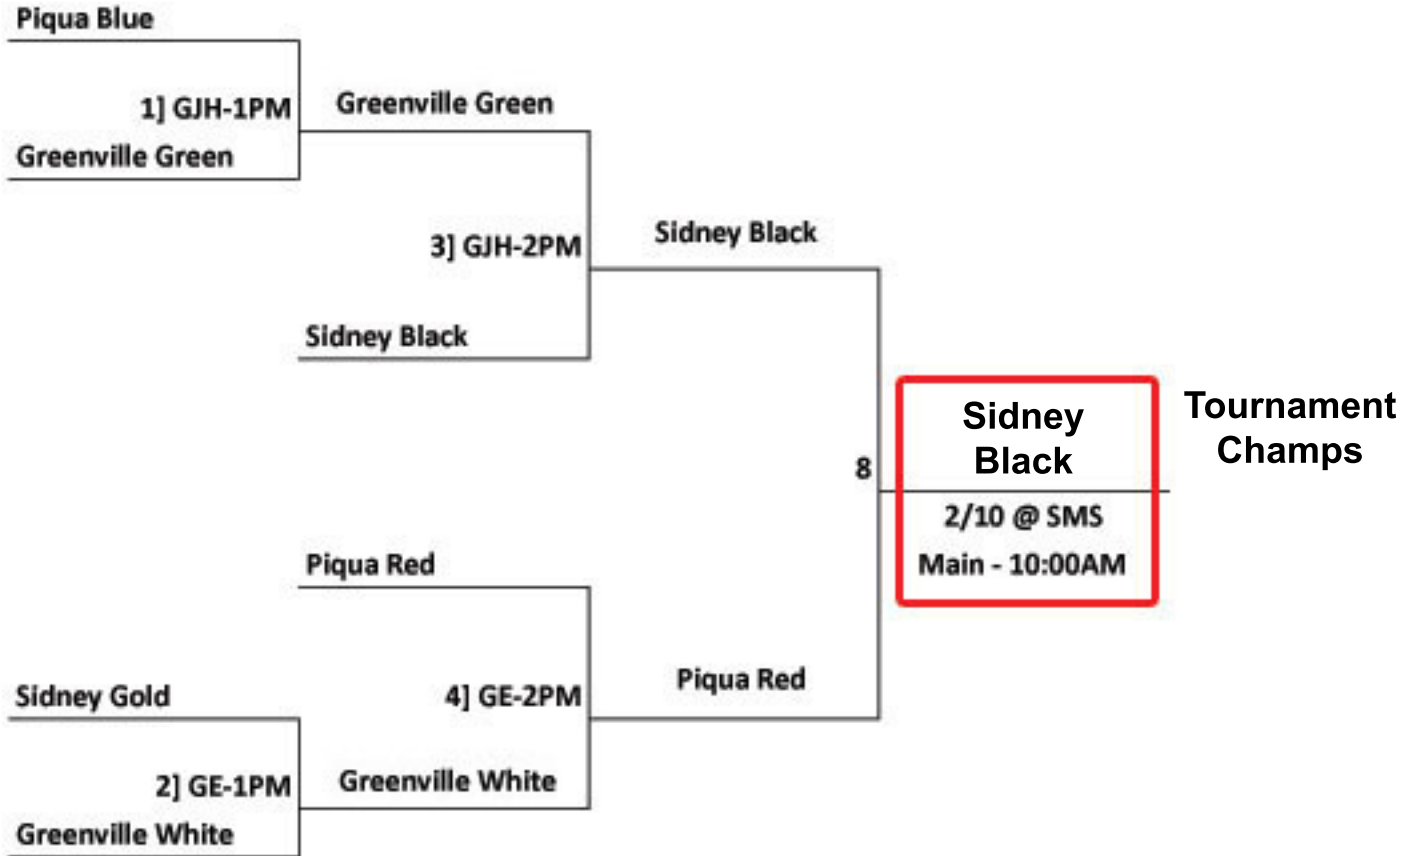 Piqua Blue
1] GJH-1PM
Greenville Green
Greenville Green
3] GJH-2PM
Sidney Black
Sidney Black
8
Sidney
Black
Tournament
Champs
2/10 @ SMS
Main - 10:00AM
Piqua Red
4] GE-2PM
Piqua Red
Sidney Gold
2] GE-1PM
Greenville White
Greenville White